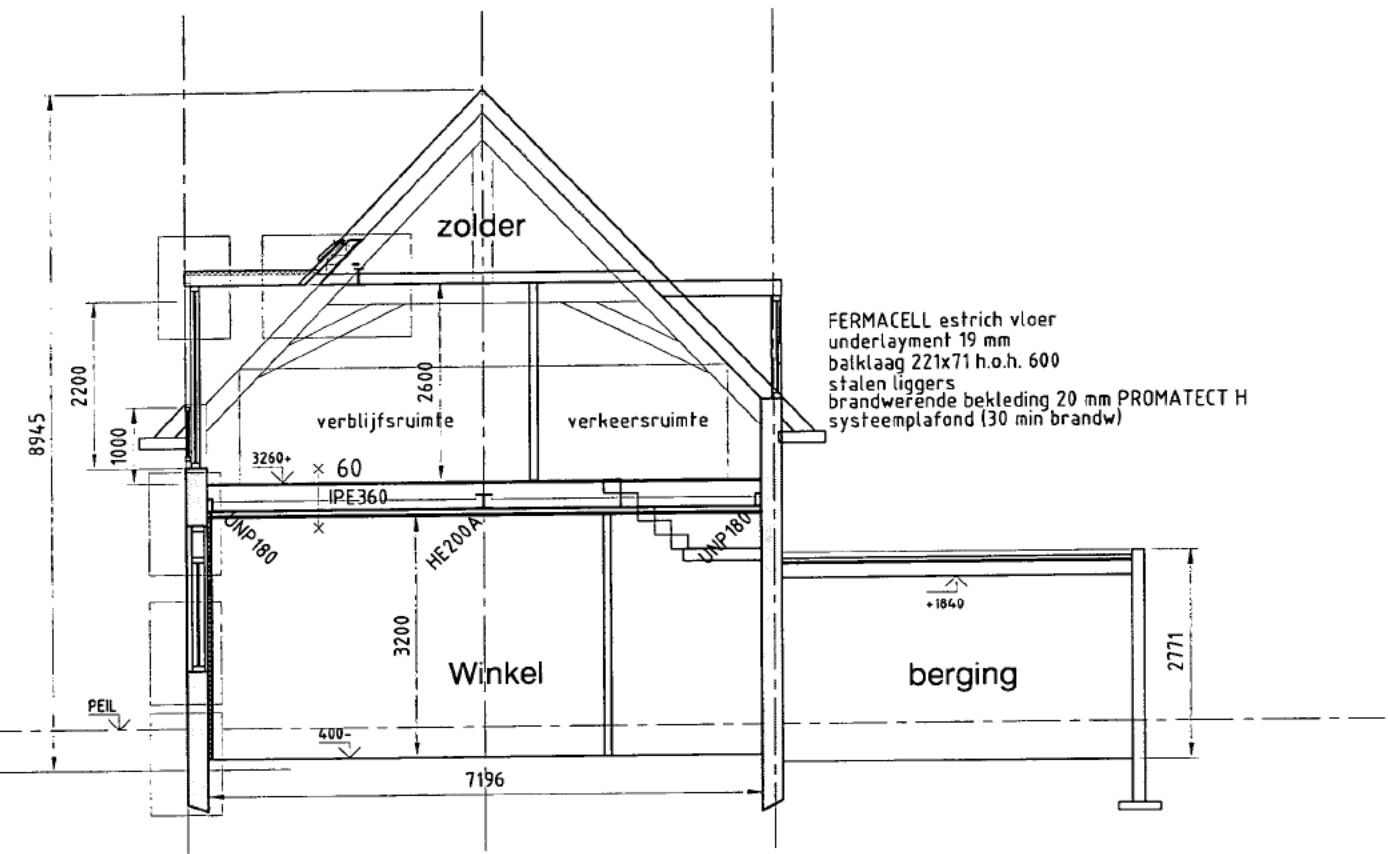 zolder
FERMACELL estrich vloer
underlayment 19 mm
balklaag 221x71 h.o.h. 600
stalen liggers
brandwerende bekleding 20 mm PROMATECT H
systeemplafond (30 min brandw)
8945
2200
1000
2600
verblijfsruimte
verkeersruimte
3260+
60
IPE360
UNP180
HE200A
UNP180
+1840
3200
2771
Winkel
berging
PEIL
400-
7196